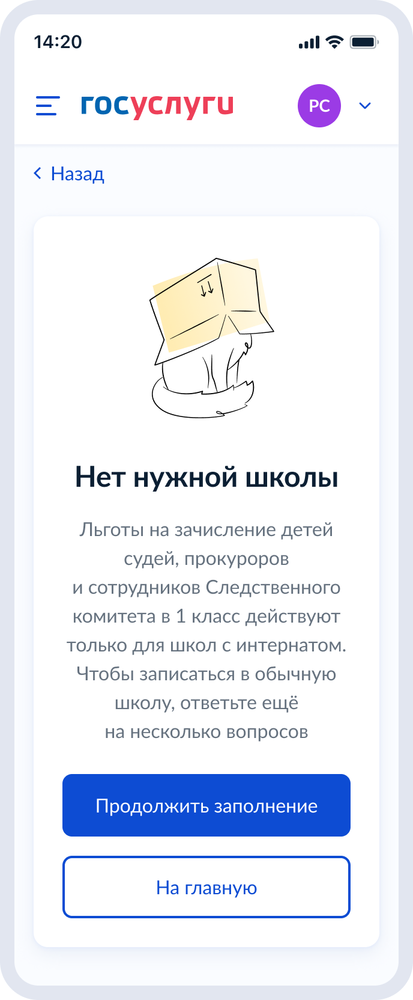 14:20
госуслуги
РС
Назад
Нет нужной школы
Льготы на зачисление детей
судей, прокуроров
и сотрудников Следственного
комитета в 1 класс действуют
только для школ с интернатом.
Чтобы записаться в обычную
школу, ответьте ещё
на несколько вопросов
Продолжить заполнение
На главную